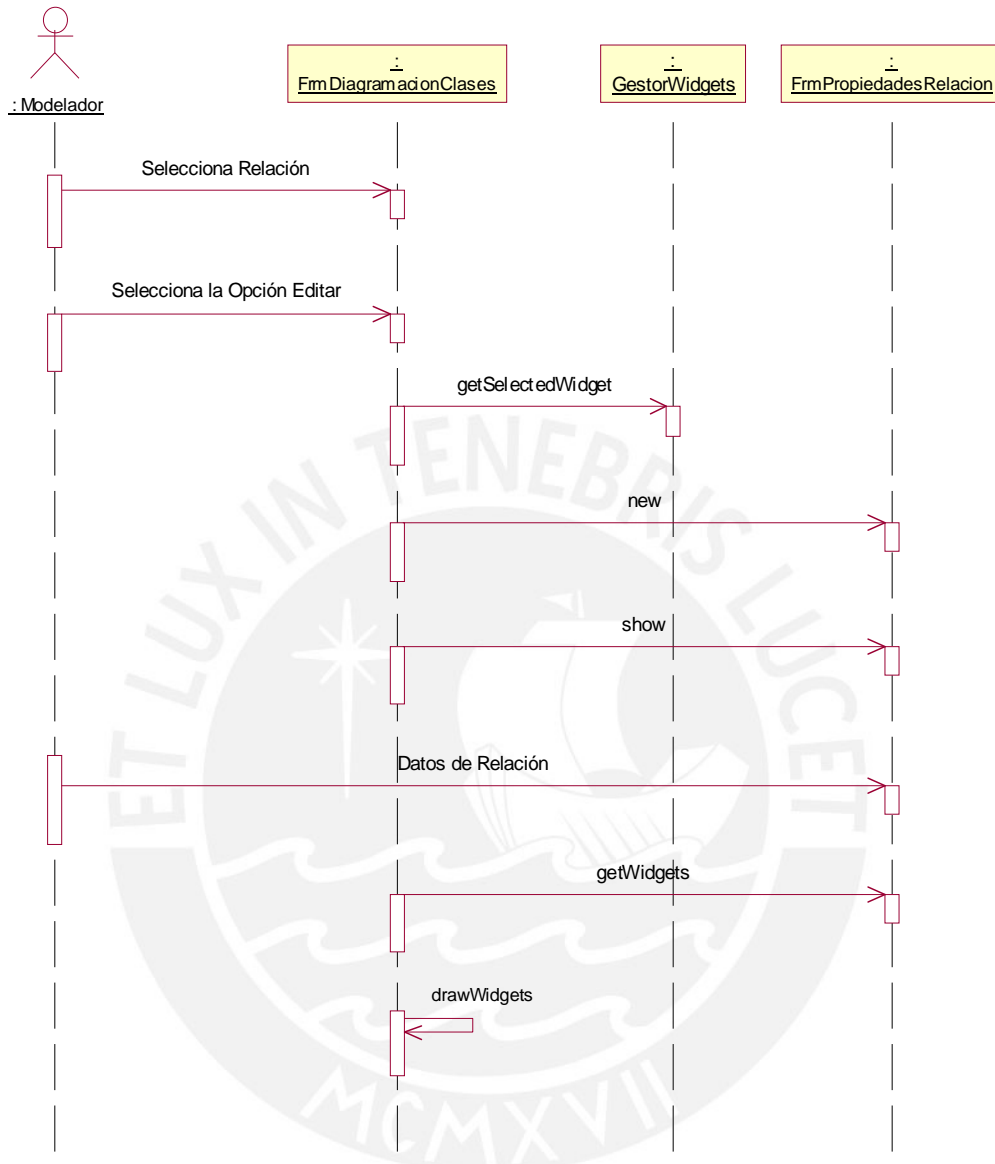 : Modelador
:
FrmDiagramacionClases
:
GestorWidgets
:
FrmPropiedadesRelacion
Selecciona Relación
Selecciona la Opción Editar
getSelectedWidget
new
show
Datos de Relación
getWidgets
drawWidgets
ET LUX IN TENEBRIS LUCET
MCMXVII